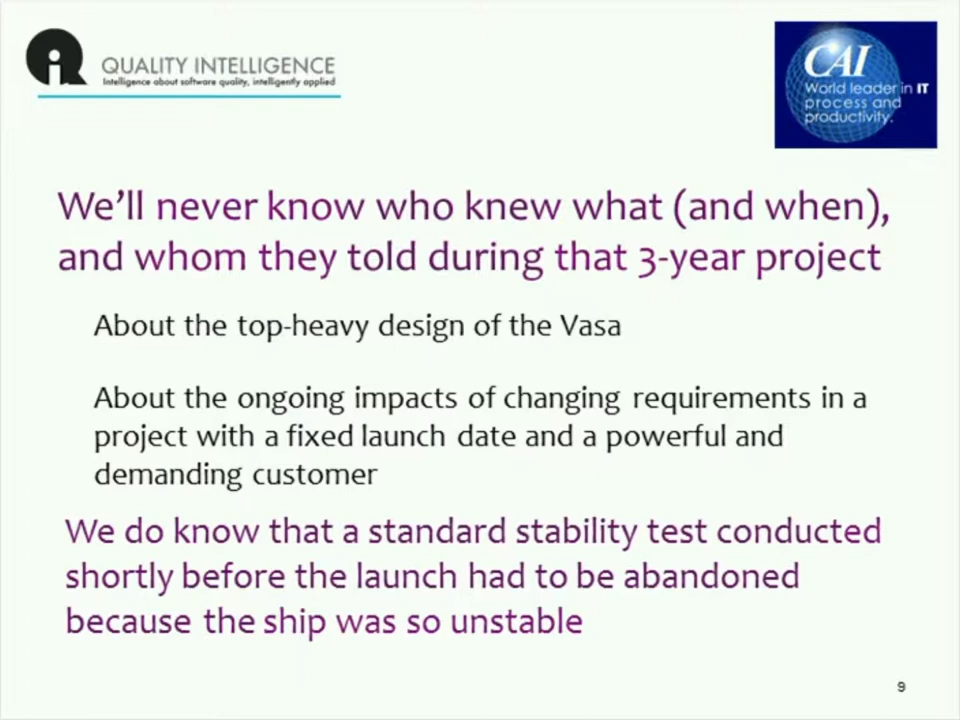 QUALITY INTELLIGENCE
Intelligence about software quality, intelligently applied
CAI
World leader in IT
process and
productivity.
We'll never know who knew what (and when),
and whom they told during that 3-year project
About the top-heavy design of the Vasa
About the ongoing impacts of changing requirements in a
project with a fixed launch date and a powerful and
demanding customer
We do know that a standard stability test conducted
shortly before the launch had to be abandoned
because the ship was so unstable
9